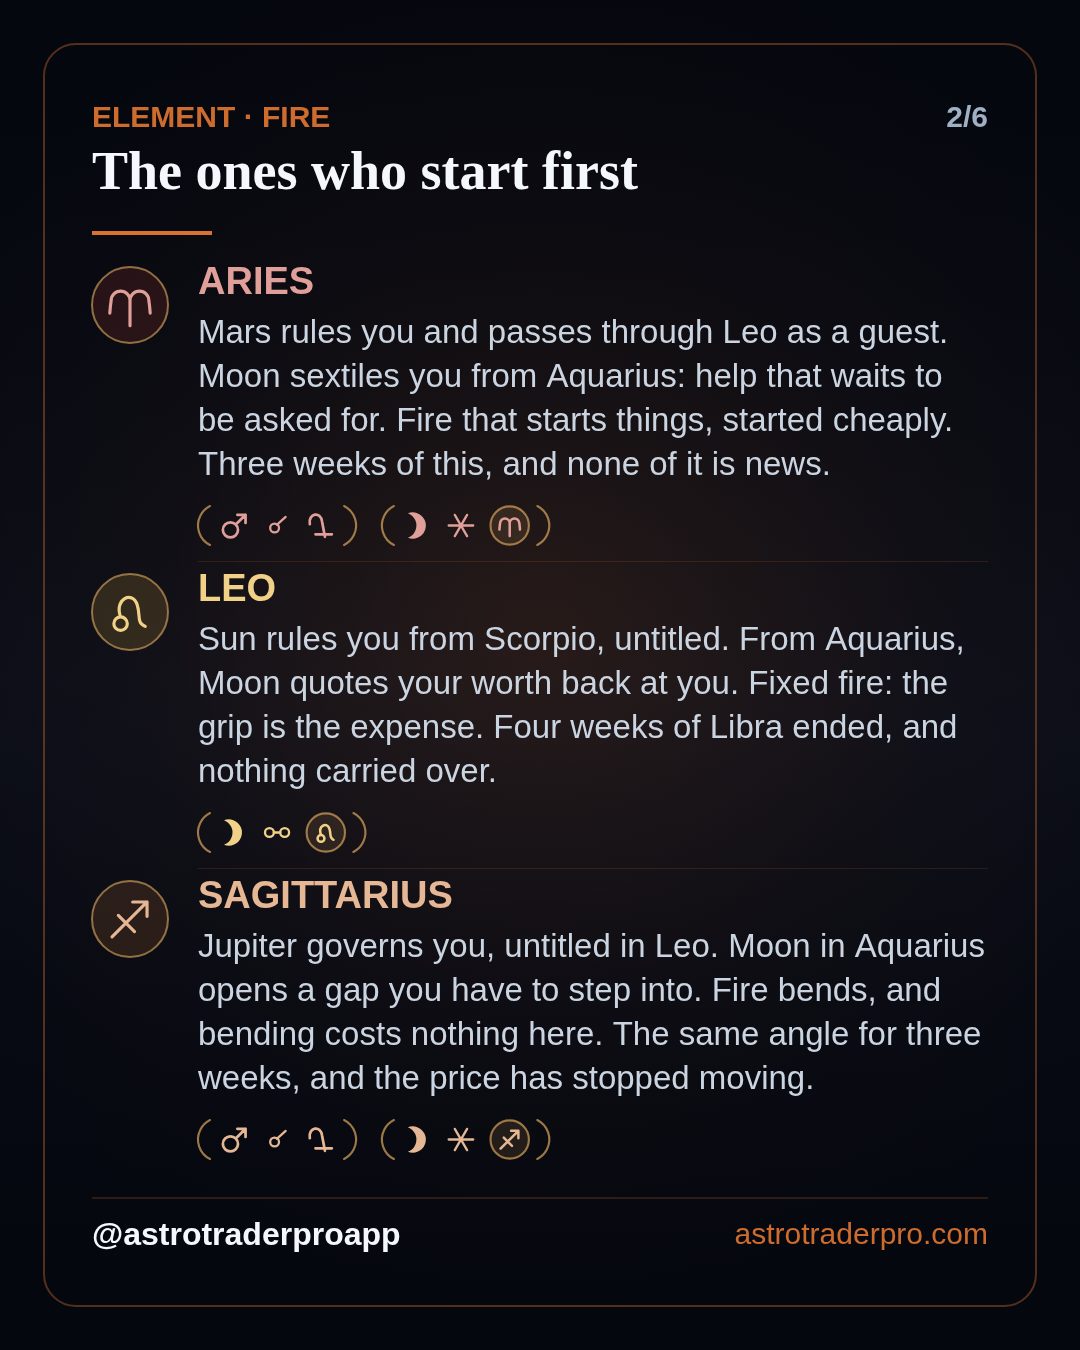 ELEMENT · FIRE
2/6
The ones who start first
ARIES
Mars rules you and passes through Leo as a guest.
Moon sextiles you from Aquarius: help that waits to
be asked for. Fire that starts things, started cheaply.
Three weeks of this, and none of it is news.
LEO
Sun rules you from Scorpio, untitled. From Aquarius,
Moon quotes your worth back at you. Fixed fire: the
grip is the expense. Four weeks of Libra ended, and
nothing carried over.
SAGITTARIUS
Jupiter governs you, untitled in Leo. Moon in Aquarius
opens a gap you have to step into. Fire bends, and
bending costs nothing here. The same angle for three
weeks, and the price has stopped moving.
@astrotraderproapp
astrotraderpro.com